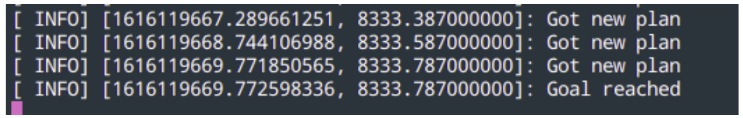 [ INFO] [1616119667.289661251, 8333.387000000]: Got new plan
[ INFO] [1616119668.744106988, 8333.587000000]: Got new plan
[ INFO] [1616119669.771850565, 8333.787000000]: Got new plan
[ INFO] [1616119669.772598336, 8333.787000000]: Goal reached